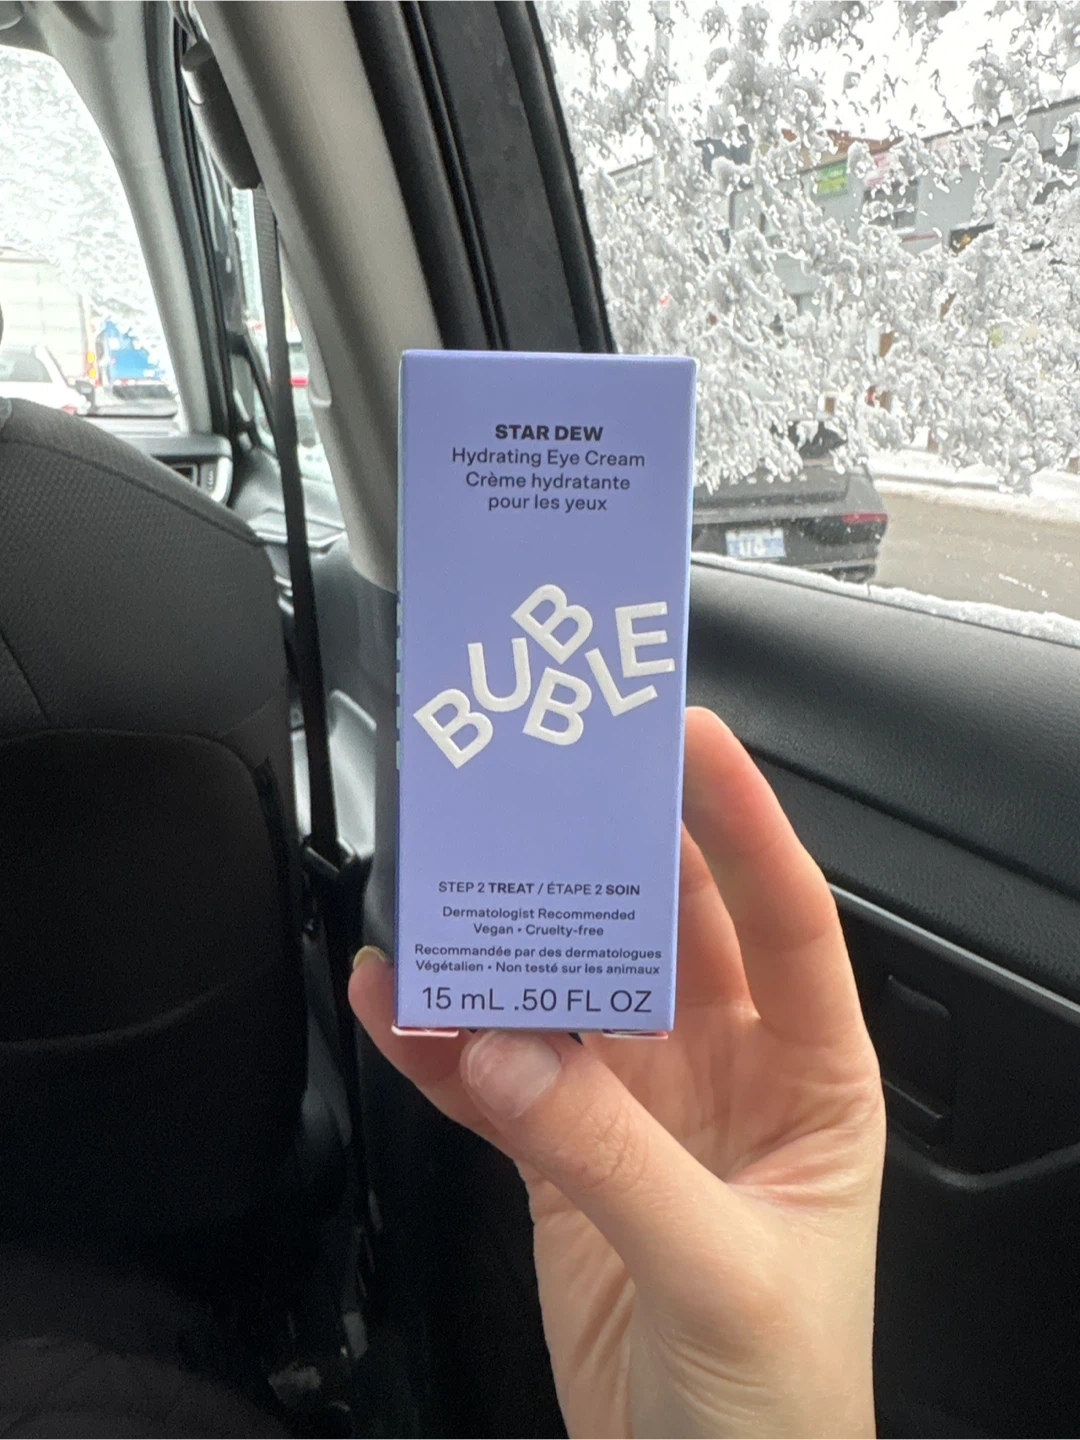 STAR DEW
Hydrating Eye Cream
Crème hydratante
pour les yeux
BUBBLE
STEP 2 TREAT / ÉTAPE 2 SOIN
Dermatologist Recommended
Vegan • Cruelty-free
Recommandée par des dermatologues
Végétalien • Non testé sur les animaux
15 mL .50 FL OZ